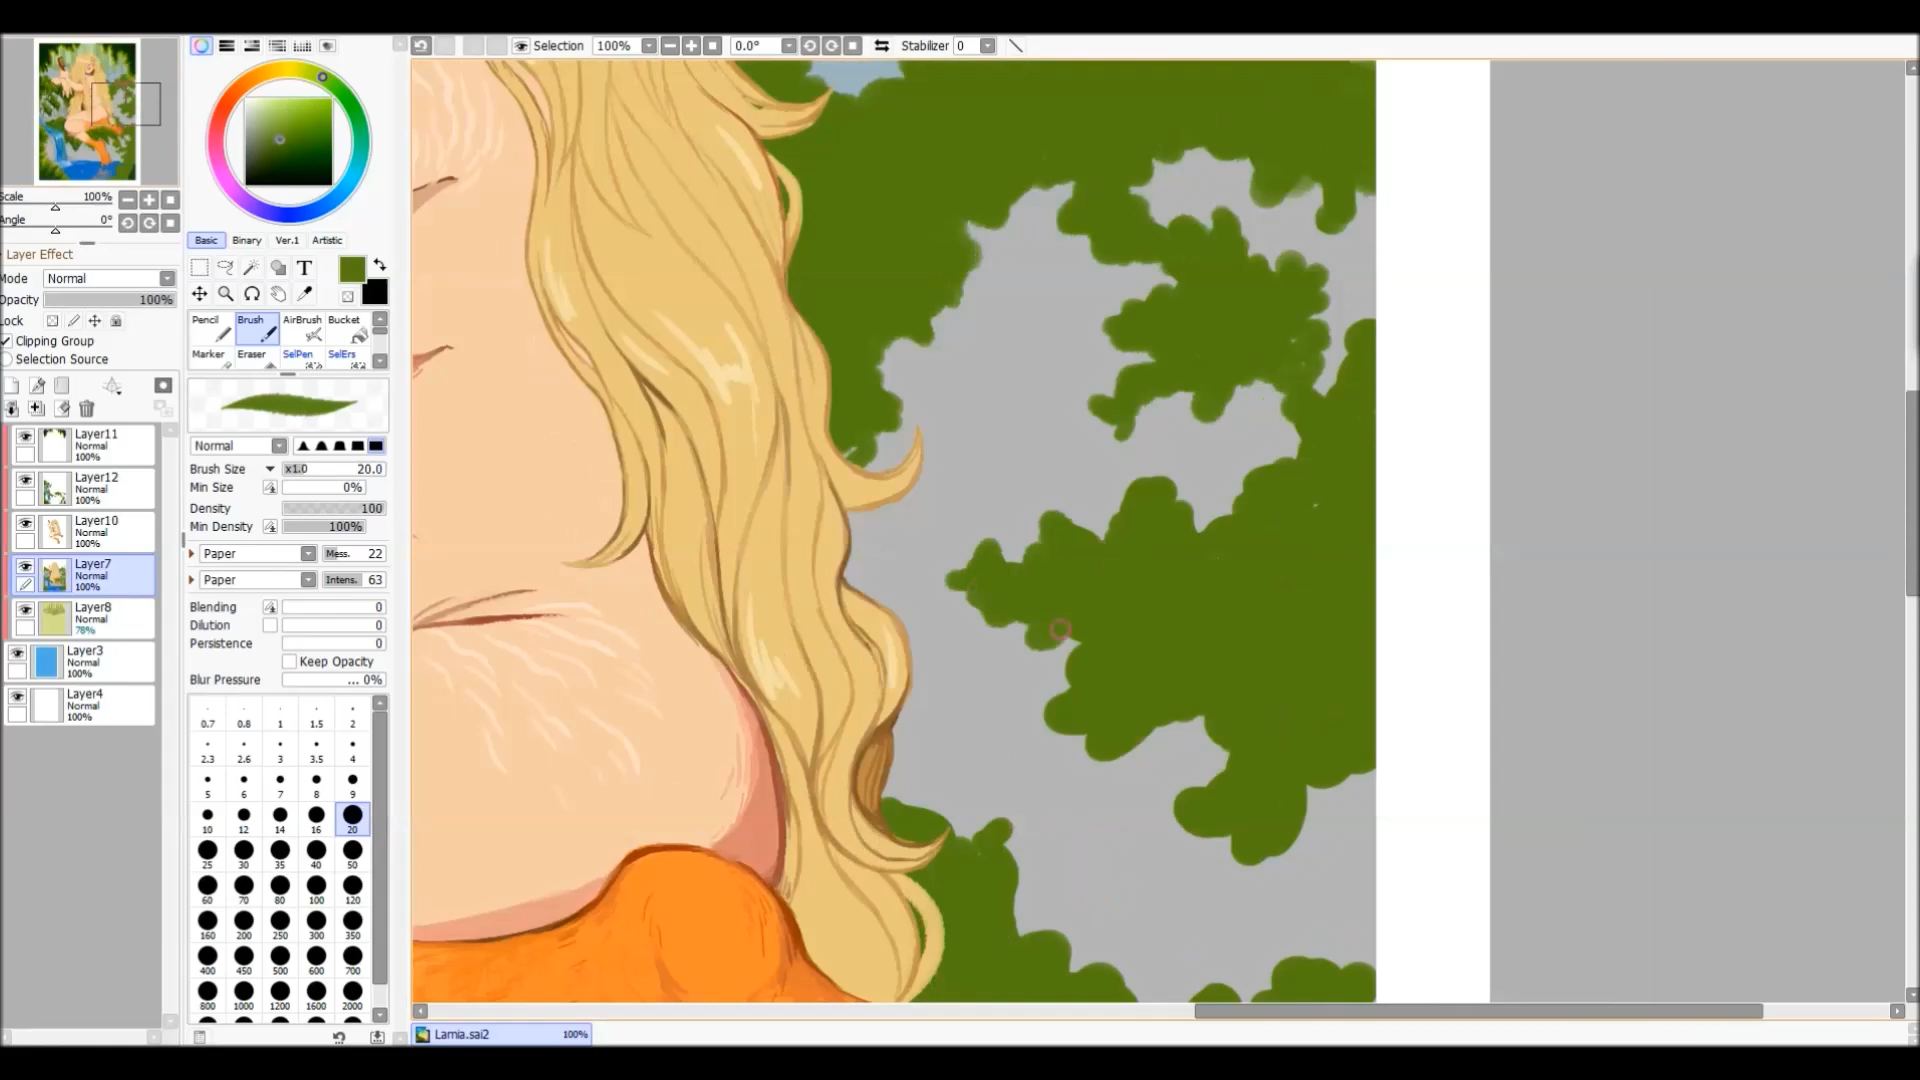 Selection 100% 0.0° Stabilizer 0
Scale 100%
Angle 0°
Layer Effect
Mode Normal
Opacity 100%
Lock
Clipping Group
Selection Source
Layer11
Normal
100%
Layer12
Normal
100%
Layer10
Normal
100%
Layer7
Normal
100%
Layer8
Normal
78%
Layer3
Normal
100%
Layer4
Normal
100%
Basic Binary Ver.1 Artistic
T
Pencil Brush AirBrush Bucket
Marker Eraser SelPen SelErs
Normal
Brush Size x1.0 20.0
Min Size 0%
Density 100
Min Density 100%
Paper Mess. 22
Paper Intens. 63
Blending 0
Dilution 0
Persistence 0
Keep Opacity
Blur Pressure ... 0%
0.7 0.8 1 1.5 2
2.3 2.6 3 3.5 4
5 6 7 8 9
10 12 14 16 20
25 30 35 40 50
60 70 80 100 120
160 200 250 300 350
400 450 500 600 700
800 1000 1200 1600 2000
Lamia.sai2 100%